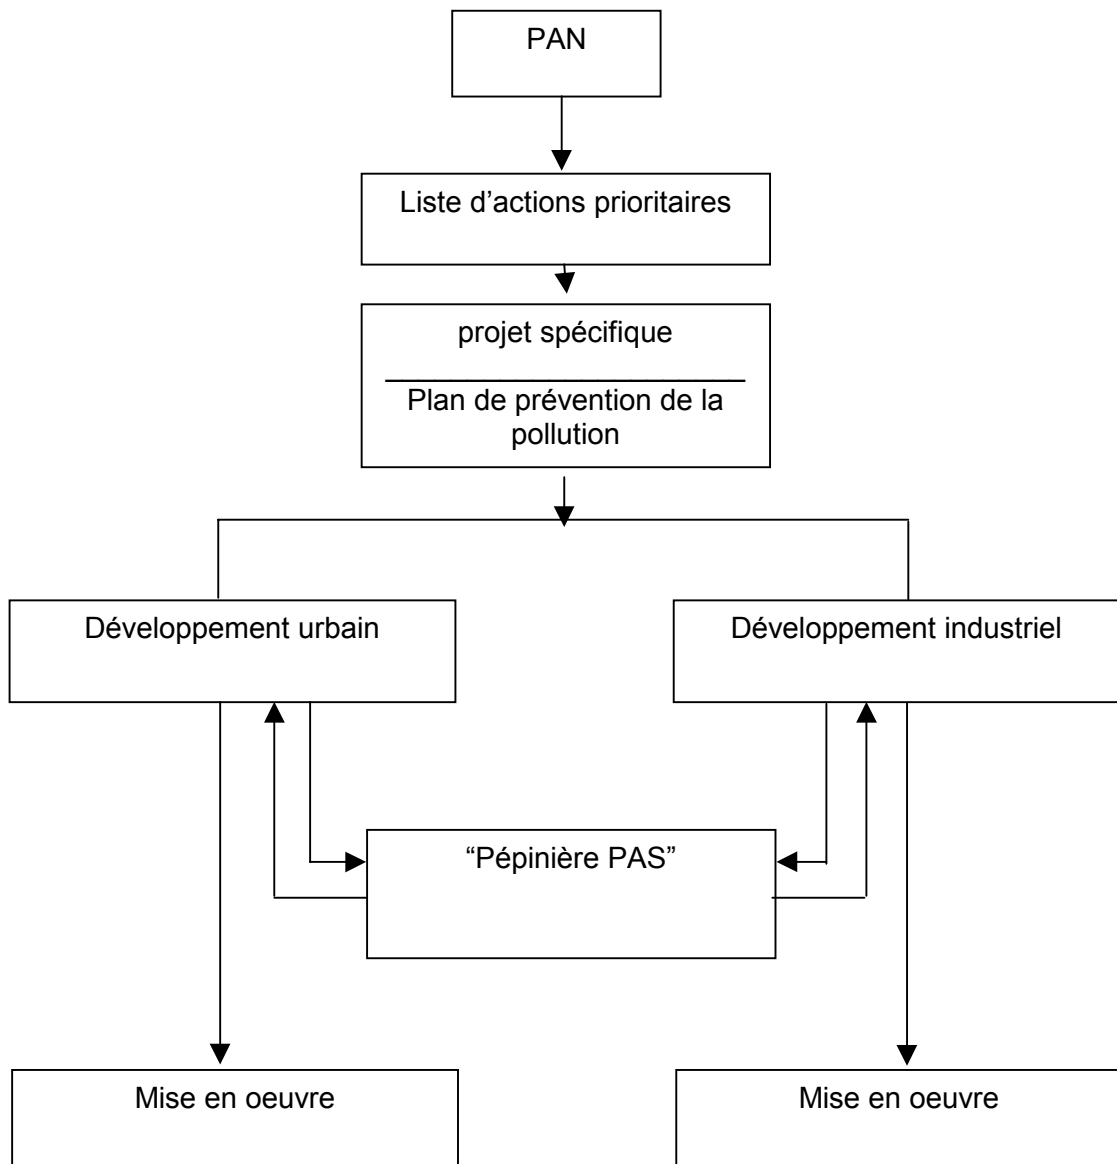 PAN
Liste d’actions prioritaires
projet spécifique
Plan de prévention de la
pollution
Développement urbain
Développement industriel
“Pépinière PAS”
Mise en oeuvre
Mise en oeuvre